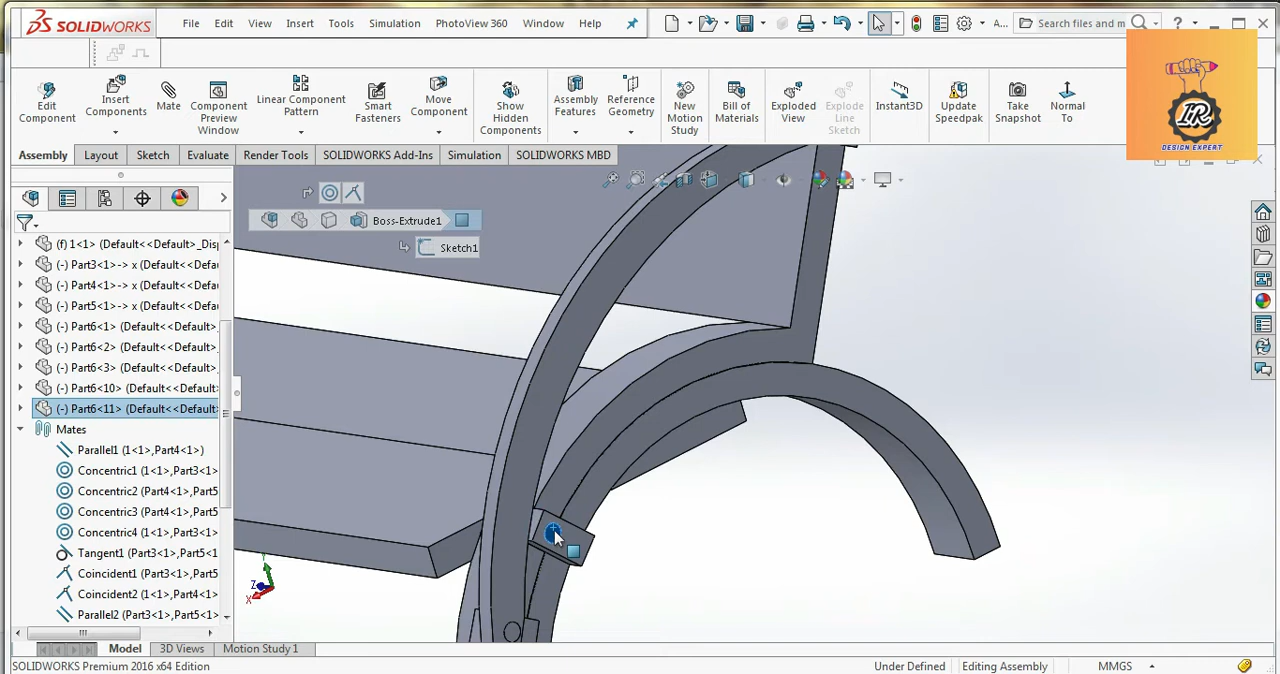 SOLIDWORKS File Edit View Insert Tools Simulation PhotoView 360 Window Help A... Search files and m ?
Edit Component
Insert Components
Mate
Component Preview Window
Linear Component Pattern
Smart Fasteners
Move Component
Show Hidden Components
Assembly Features
Reference Geometry
New Motion Study
Bill of Materials
Exploded View
Explode Line Sketch
Instant3D
Update Speedpak
Take Snapshot
Normal To
IR
DESIGN EXPERT
Assembly Layout Sketch Evaluate Render Tools SOLIDWORKS Add-Ins Simulation SOLIDWORKS MBD
Boss-Extrude1
Sketch1
(f) 1<1> (Default<<Default>_Disp
(-) Part3<1>-> x (Default<<Defau
(-) Part4<1>-> x (Default<<Defau
(-) Part5<1>-> x (Default<<Defau
(-) Part6<1> (Default<<Default>_
(-) Part6<2> (Default<<Default>_
(-) Part6<3> (Default<<Default>_
(-) Part6<10> (Default<<Default>
(-) Part6<11> (Default<<Default>
Mates
Parallel1 (1<1>,Part4<1>)
Concentric1 (1<1>,Part3<1>
Concentric2 (Part4<1>,Part5
Concentric3 (Part4<1>,Part5
Concentric4 (1<1>,Part3<1>
Tangent1 (Part3<1>,Part5<1
Coincident1 (Part3<1>,Part4
Coincident2 (1<1>,Part4<1>
Parallel2 (Part3<1>,Part5<1
Y
Z
X
Model 3D Views Motion Study 1
SOLIDWORKS Premium 2016 x64 Edition Under Defined Editing Assembly MMGS